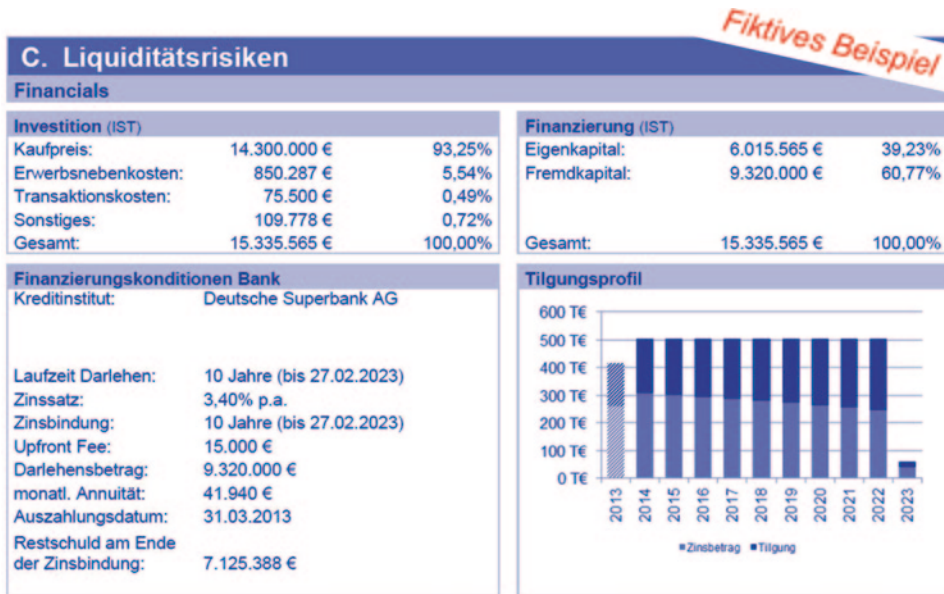 Fiktives Beispiel
C. Liquiditätsrisiken
Financials
Investition (IST)
Kaufpreis: 14.300.000 € 93,25%
Erwerbsnebenkosten: 850.287 € 5,54%
Transaktionskosten: 75.500 € 0,49%
Sonstiges: 109.778 € 0,72%
Gesamt: 15.335.565 € 100,00%
Finanzierung (IST)
Eigenkapital: 6.015.565 € 39,23%
Fremdkapital: 9.320.000 € 60,77%
Gesamt: 15.335.565 € 100,00%
Finanzierungskonditionen Bank
Kreditinstitut: Deutsche Superbank AG
Laufzeit Darlehen: 10 Jahre (bis 27.02.2023)
Zinssatz: 3,40% p.a.
Zinsbindung: 10 Jahre (bis 27.02.2023)
Upfront Fee: 15.000 €
Darlehensbetrag: 9.320.000 €
monatl. Annuität: 41.940 €
Auszahlungsdatum: 31.03.2013
Restschuld am Ende
der Zinsbindung: 7.125.388 €
Tilgungsprofil
600 T€
500 T€
400 T€
300 T€
200 T€
100 T€
0 T€
2013 2014 2015 2016 2017 2018 2019 2020 2021 2022 2023
Zinsbetrag Tilgung